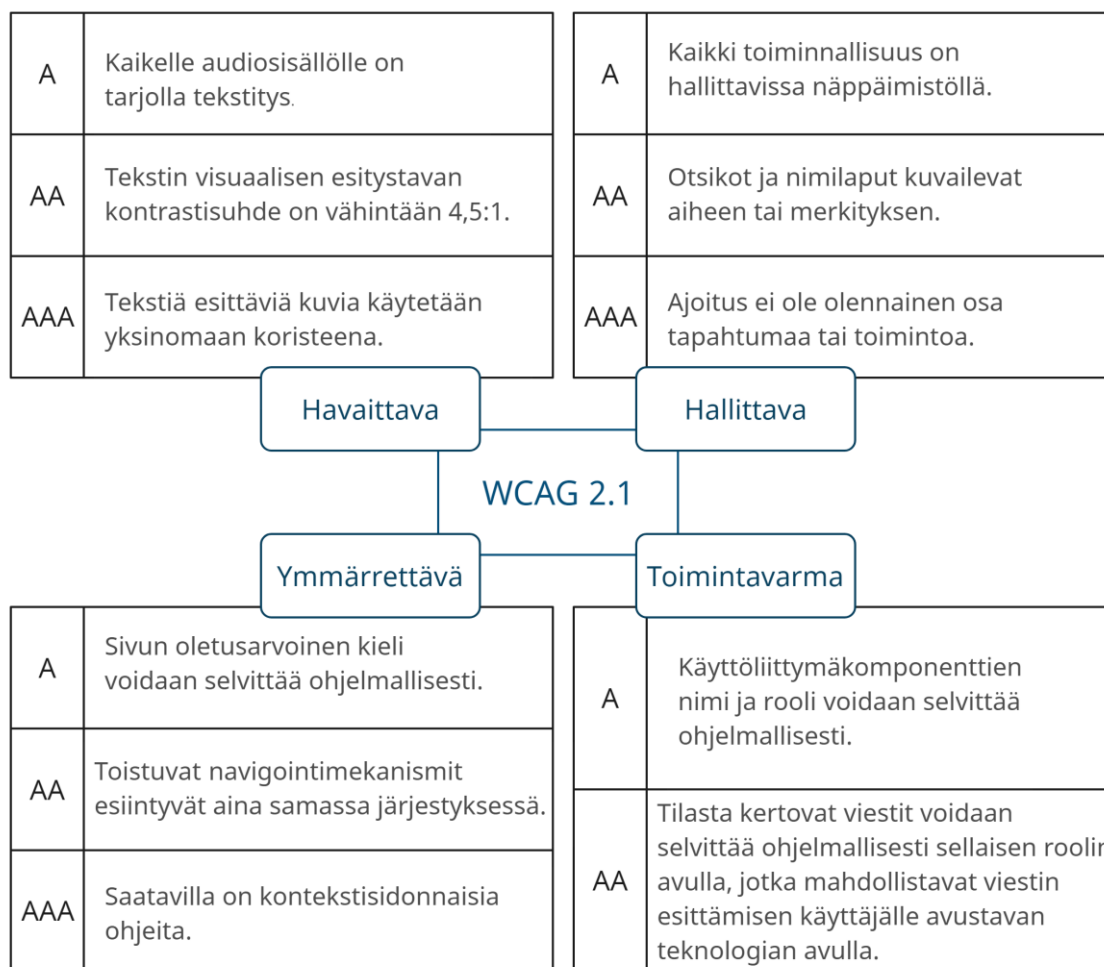 A
Kaikelle audiosisällölle on
tarjolla tekstitys.
AA
Tekstin visuaalisen esitystavan
kontrastisuhde on vähintään 4,5:1.
AAA
Tekstiä esittäviä kuvia käytetään
yksinomaan koristeena.
A
Kaikki toiminnallisuus on
hallittavissa näppäimistöllä.
AA
Otsikot ja nimilaput kuvailevat
aiheen tai merkityksen.
AAA
Ajoitus ei ole olennainen osa
tapahtumaa tai toimintoa.
Havaittava
Hallittava
WCAG 2.1
Ymmärrettävä
Toimintavarma
A
Sivun oletusarvoinen kieli
voidaan selvittää ohjelmallisesti.
AA
Toistuvat navigointimekanismit
esiintyvät aina samassa järjestyksessä.
AAA
Saatavilla on kontekstisidonnaisia
ohjeita.
A
Käyttöliittymäkomponenttien
nimi ja rooli voidaan selvittää
ohjelmallisesti.
AA
Tilasta kertovat viestit voidaan
selvittää ohjelmallisesti sellaisen roolin
avulla, jotka mahdollistavat viestin
esittämisen käyttäjälle avustavan
teknologian avulla.